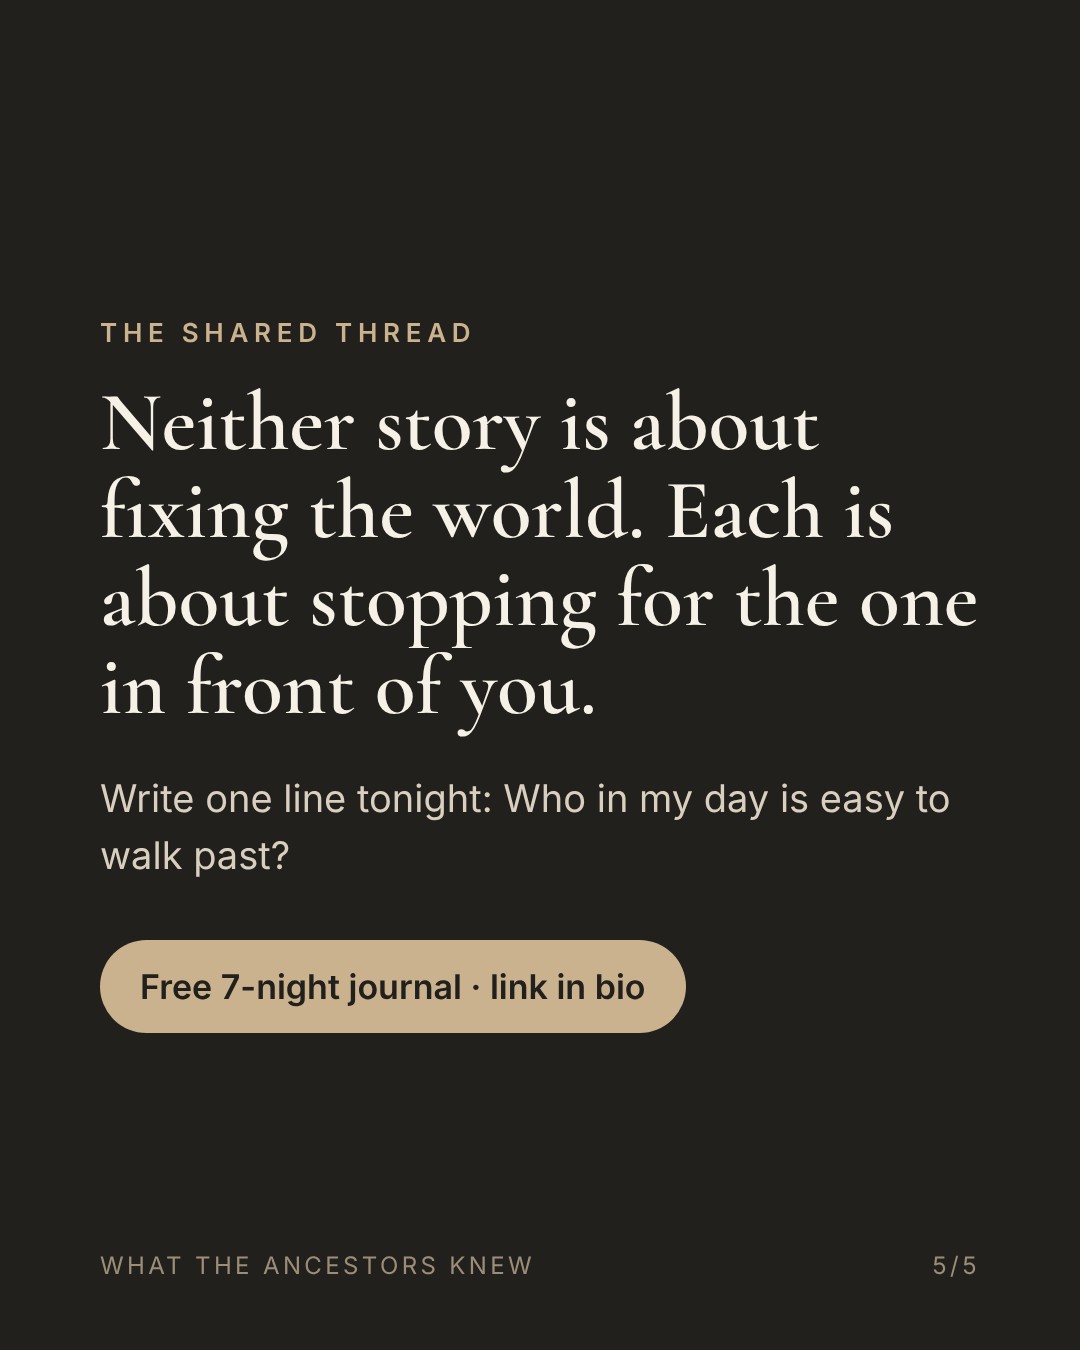 THE SHARED THREAD
Neither story is about
fixing the world. Each is
about stopping for the one
in front of you.
Write one line tonight: Who in my day is easy to
walk past?
Free 7-night journal · link in bio
WHAT THE ANCESTORS KNEW
5/5